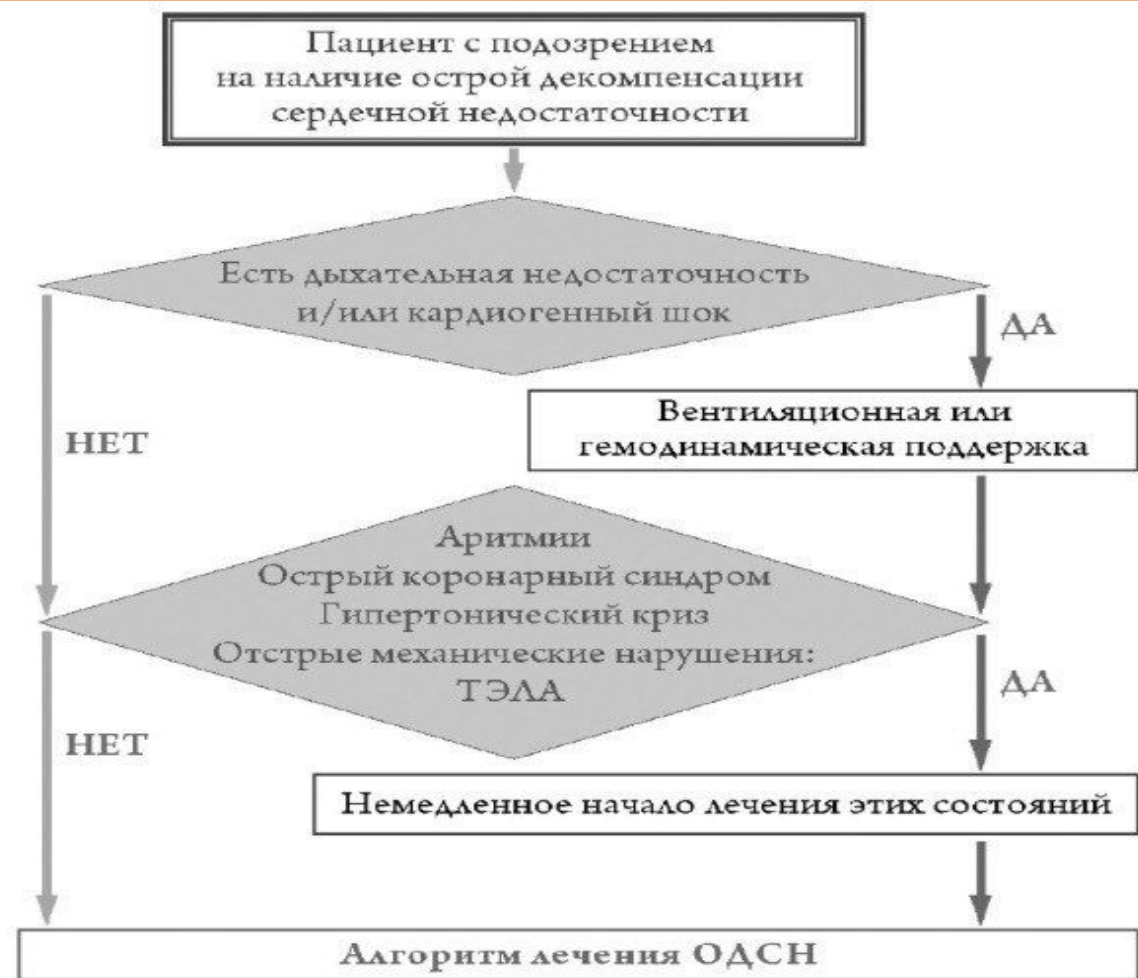 Пациент с подозрением
на наличие острой декомпенсации
сердечной недостаточности
Есть дыхательная недостаточность
и/или кардиогенный шок
ДА
Вентиляционная или
гемодинамическая поддержка
НЕТ
Аритмии
Острый коронарный синдром
Гипертонический криз
Отстрые механические нарушения:
ТЭЛА
ДА
НЕТ
Немедленное начало лечения этих состояний
Алгоритм лечения ОДСН